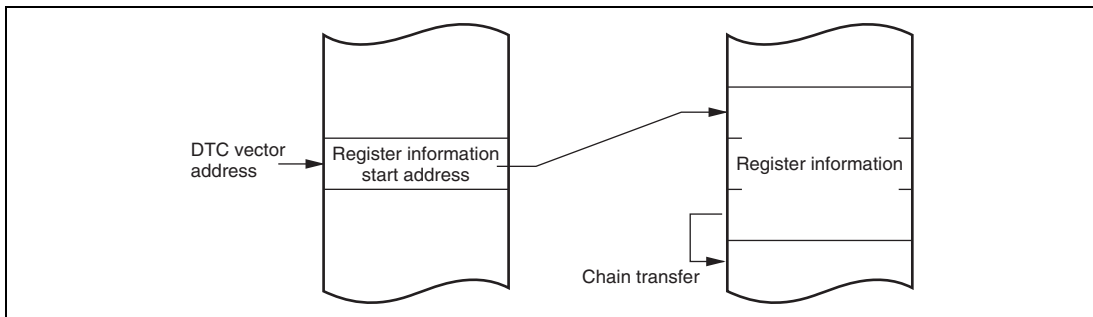 DTC vector
address
Register information
start address
Register information
Chain transfer